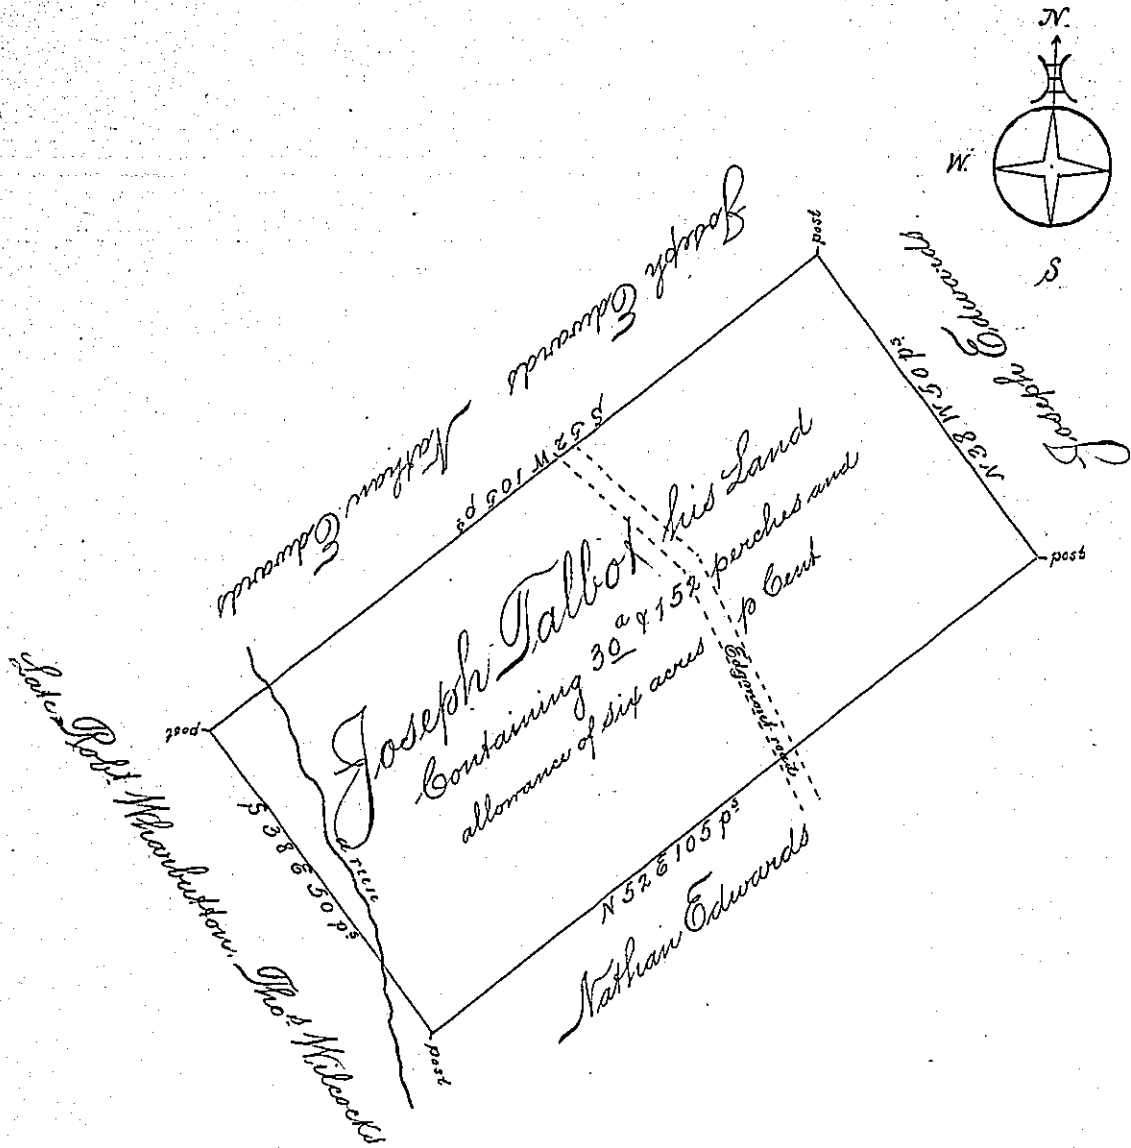 N.
W.
S.
Joseph Edwards
Nathan Edwards
post
Joseph Edwards
N 38 W 50 pˢ
S 52 W 105 pˢ
post
Joseph Talbot his Land
Containing 30ᵃ & 152 perches and
allowance of six acres p Cent
road
post
Late Robᵗ Wharbutton. Thoˢ Wilcocks
S 38 E 50 pˢ
a run
N 52 E 105 pˢ
Nathan Edwards
post